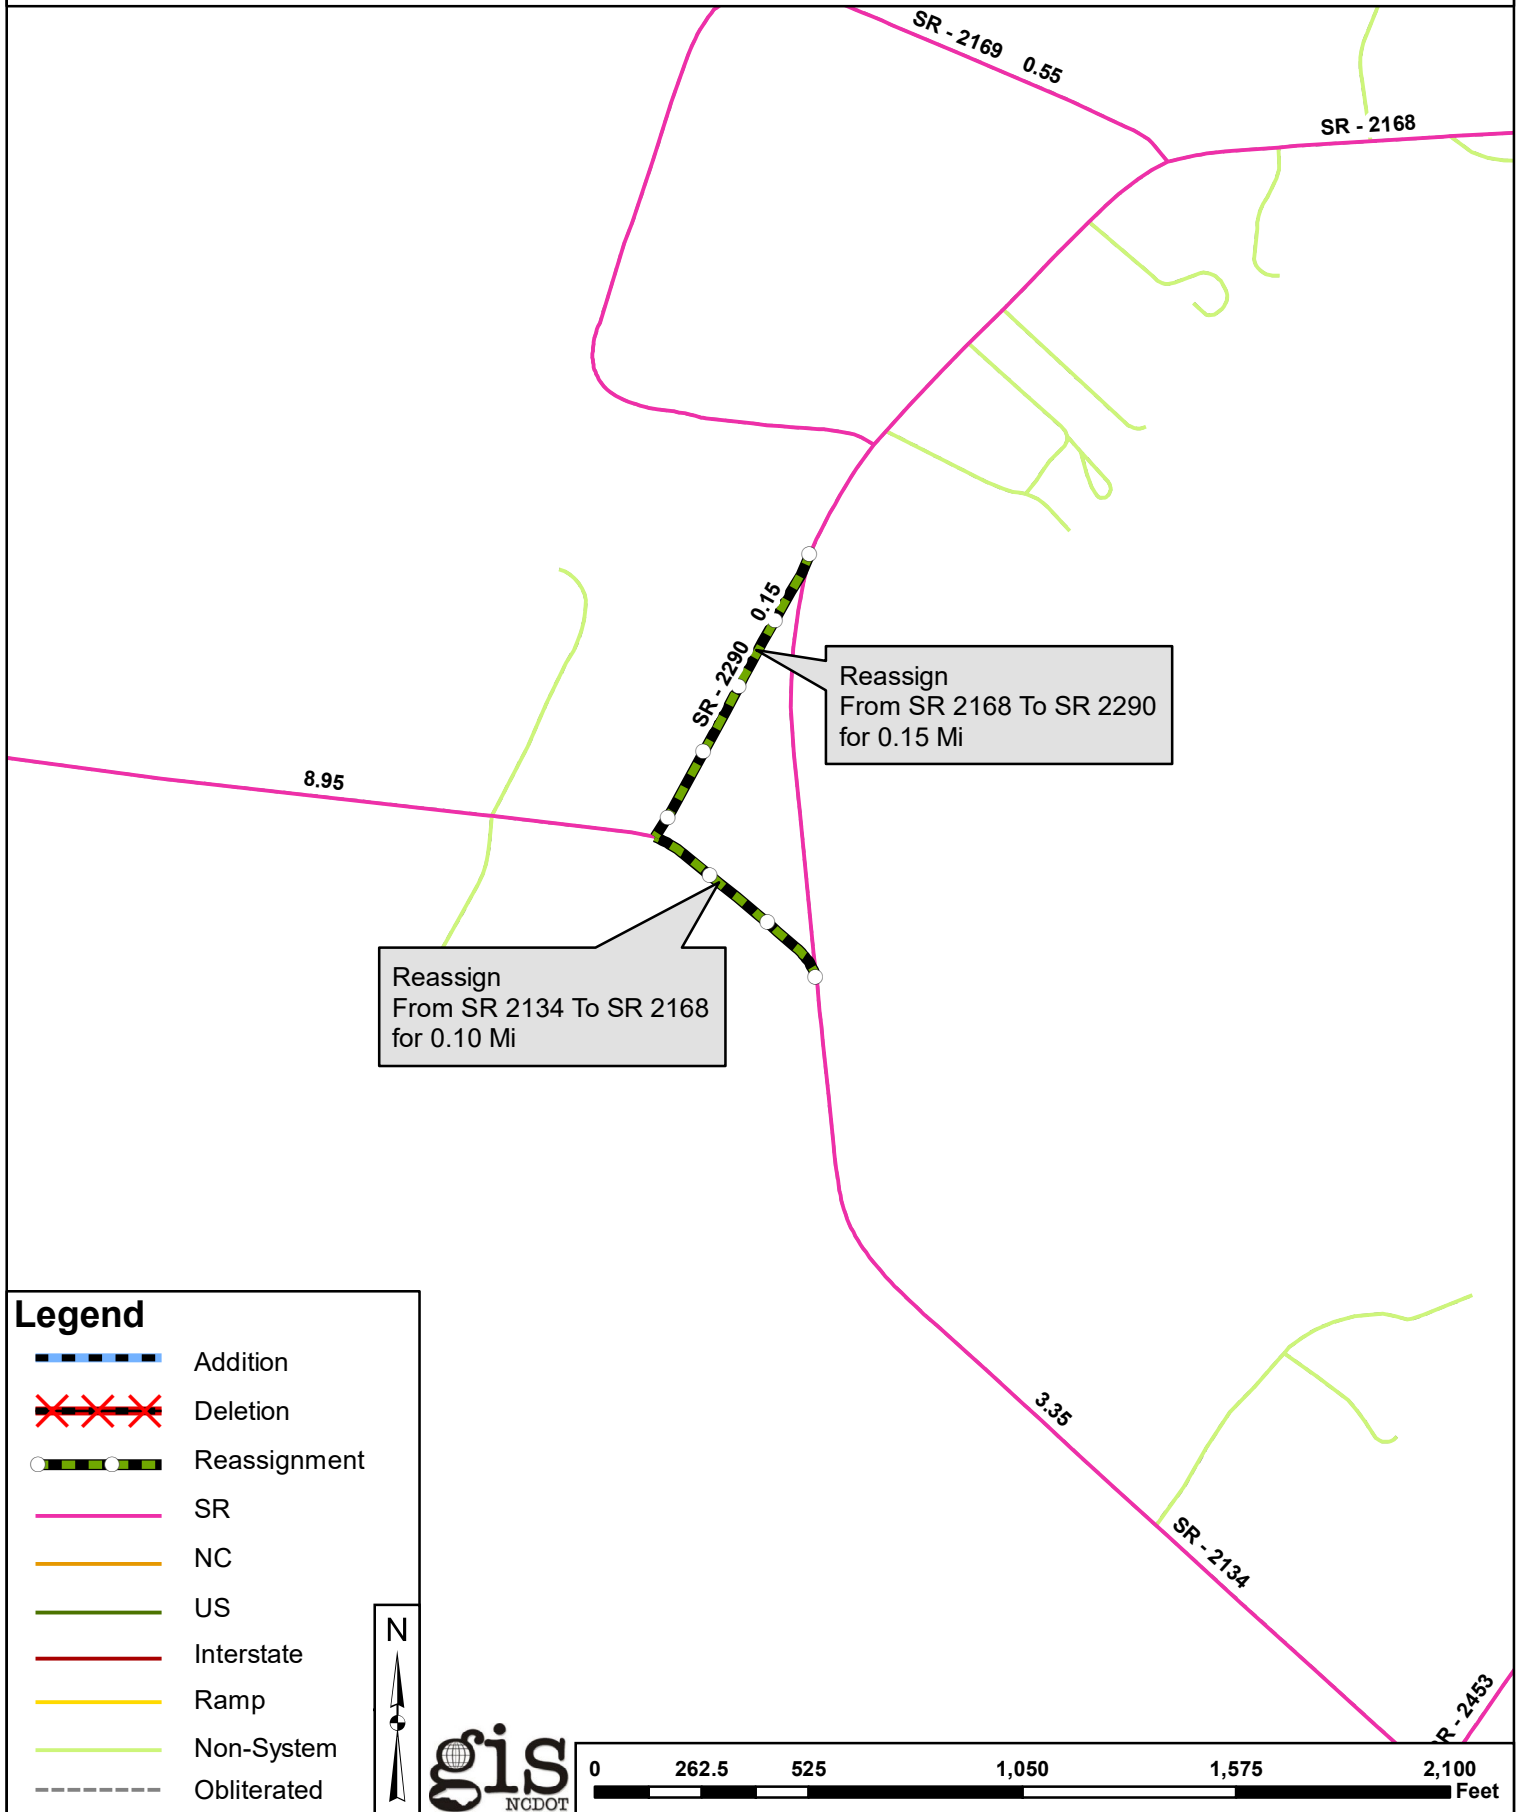 SR - 2169 0.55
SR - 2168
0.15
SR - 2290
Reassign
From SR 2168 To SR 2290
for 0.15 Mi
8.95
Reassign
From SR 2134 To SR 2168
for 0.10 Mi
3.35
SR - 2134
R - 2453
Legend
Addition
Deletion
Reassignment
SR
NC
US
Interstate
Ramp
Non-System
Obliterated
N
gis
NCDOT
0 262.5 525 1,050 1,575 2,100
Feet